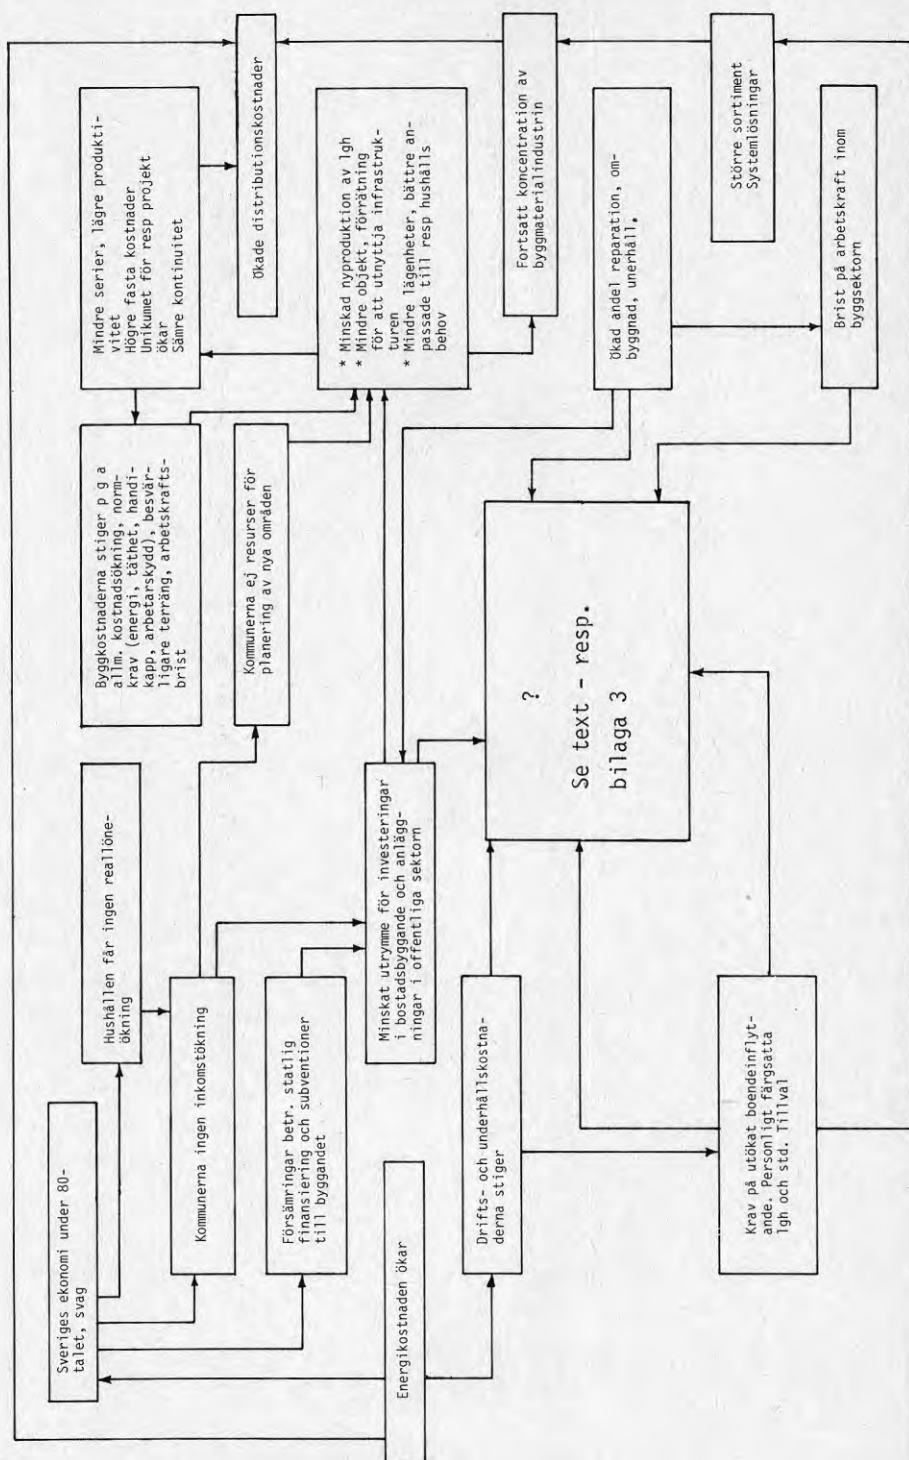 Sveriges ekonomi under 80-
talet, svag
Hushållen får ingen reallöne-
ökning
Kommunerna ingen inkomstökning
Försämringar betr. statlig
finansiering och subventioner
till byggandet
Energikostnaden ökar
Drifts- och underhållskostna-
derna stiger
Krav på utökat boendeinflyt-
ande. Personligt färgsatta
lgh och std. Tillval
Minskat utrymme för investeringar
i bostadsbyggande och anlägg-
ningar i offentliga sektorn
Byggkostnaderna stiger p g a
allm. kostnadsökning, norm-
krav (energi, täthet, handi-
kapp, arbetarskydd), besvär-
ligare terräng, arbetskrafts-
brist
Kommunerna ej resurser för
planering av nya områden
?
Se text - resp.
bilaga 3
Mindre serier, lägre produkti-
vitet
Högre fasta kostnader
Unikummet för resp projekt
ökar
Sämre kontinuitet
Ökade distributionskostnader
* Minskad nyproduktion av lgh
* Mindre objekt, förrätning
för att utnyttja infrastruk-
turen
* Mindre lägenheter, bättre an-
passade till resp hushålls
behov
Fortsatt koncentration av
byggmaterialindustrin
Ökad andel reparation, om-
byggnad, unerhåll,
Större sortiment
Systemlösningar
Brist på arbetskraft inom
byggsektorn